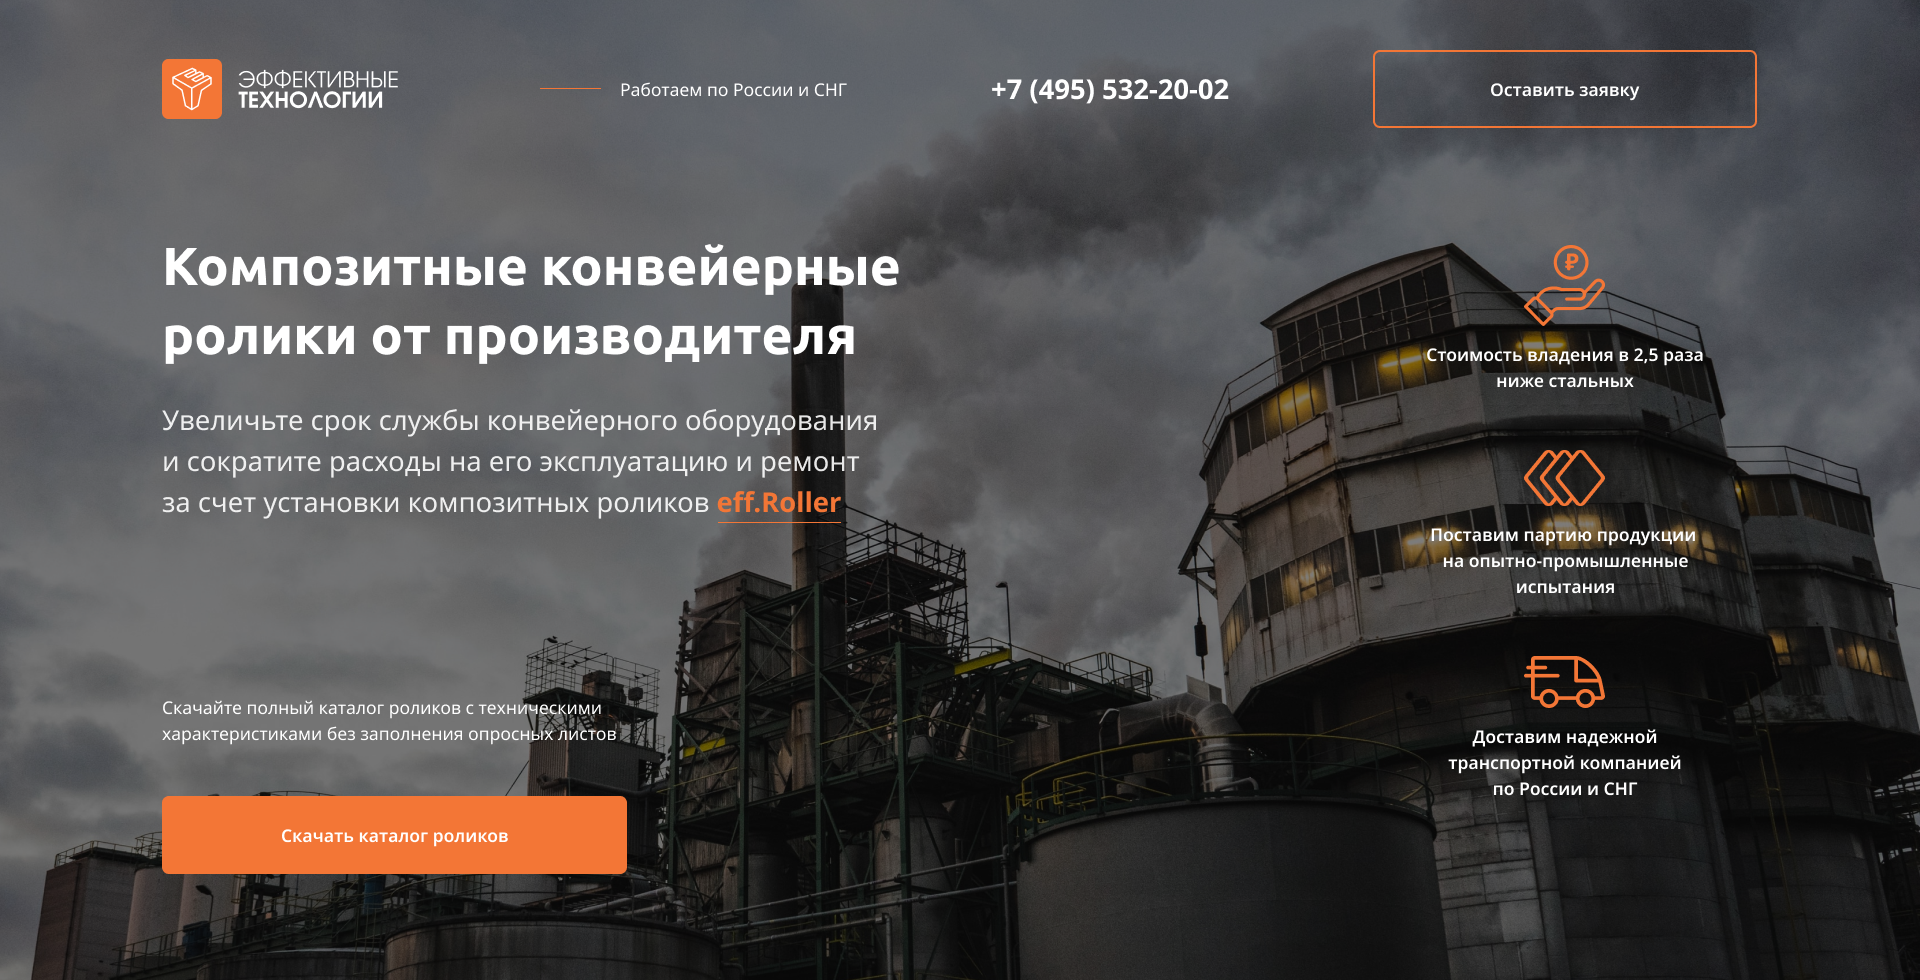 ЭФФЕКТИВНЫЕ
ТЕХНОЛОГИИ
Работаем по России и СНГ
+7 (495) 532-20-02
Оставить заявку
Композитные конвейерные
ролики от производителя
Увеличьте срок службы конвейерного оборудования
и сократите расходы на его эксплуатацию и ремонт
за счет установки композитных роликов eff.Roller
Скачайте полный каталог роликов с техническими
характеристиками без заполнения опросных листов
Скачать каталог роликов
₽
Стоимость владения в 2,5 раза
ниже стальных
Поставим партию продукции
на опытно-промышленные
испытания
Доставим надежной
транспортной компанией
по России и СНГ